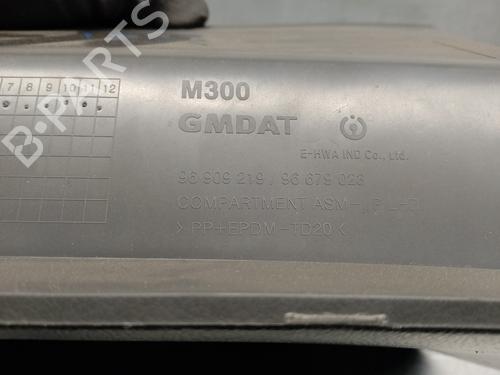 B-PARTS
7 8 9 10 11 12
M300
GMDAT
E-HWA IND Co., Ltd.
96 909 219 / 96 679 023
COMPARTMENT ASM-
>PP+EPDM-TD20<